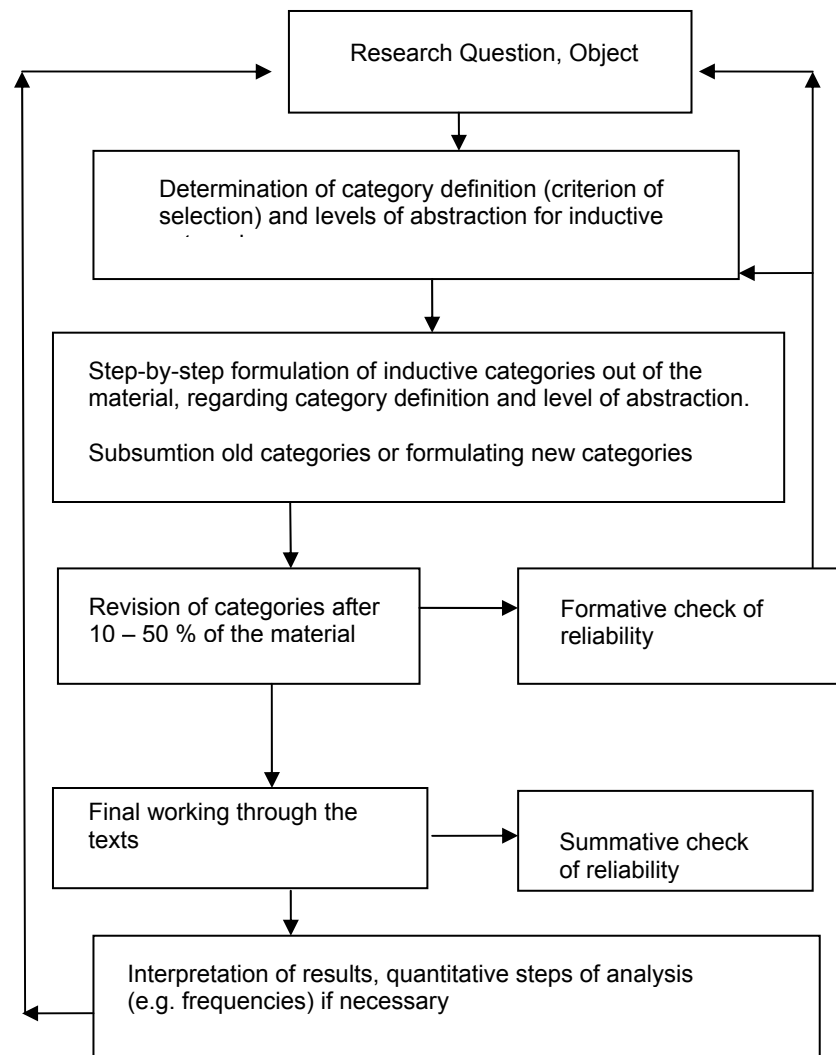 Research Question, Object
Determination of category definition (criterion of
selection) and levels of abstraction for inductive
Step-by-step formulation of inductive categories out of the
material, regarding category definition and level of abstraction.
Subsumtion old categories or formulating new categories
Revision of categories after
10 – 50 % of the material
Formative check of
reliability
Final working through the
texts
Summative check
of reliability
Interpretation of results, quantitative steps of analysis
(e.g. frequencies) if necessary